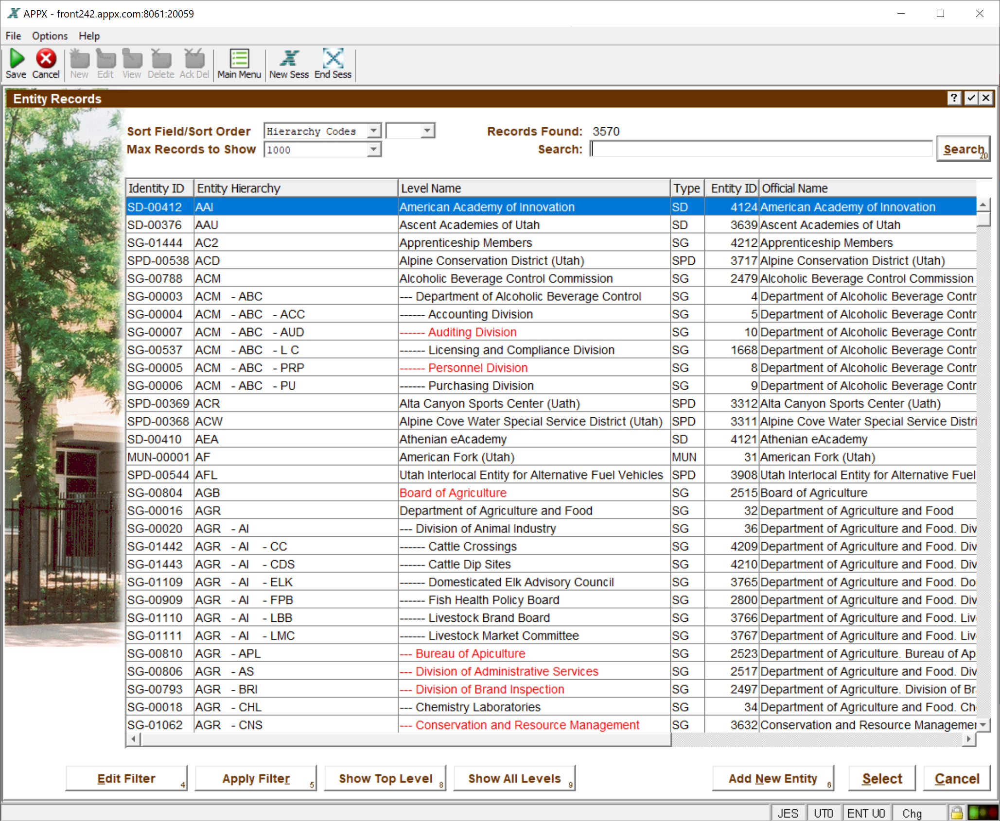 APPX - front242.appx.com:8061:20059
File Options Help
Save Cancel New Edit View Delete Ack Del Main Menu New Sess End Sess
Entity Records
Sort Field/Sort Order Hierarchy Codes Records Found: 3570
Max Records to Show 1000 Search: Search 20
Identity ID Entity Hierarchy Level Name Type Entity ID Official Name
SD-00412 AAI American Academy of Innovation SD 4124 American Academy of Innovation
SD-00376 AAU Ascent Academies of Utah SD 3639 Ascent Academies of Utah
SG-01444 AC2 Apprenticeship Members SG 4212 Apprenticeship Members
SPD-00538 ACD Alpine Conservation District (Utah) SPD 3717 Alpine Conservation District (Utah)
SG-00788 ACM Alcoholic Beverage Control Commission SG 2479 Alcoholic Beverage Control Commission
SG-00003 ACM - ABC --- Department of Alcoholic Beverage Control SG 4 Department of Alcoholic Beverage Contr
SG-00004 ACM - ABC - ACC ------ Accounting Division SG 5 Department of Alcoholic Beverage Contr
SG-00007 ACM - ABC - AUD ------ Auditing Division SG 10 Department of Alcoholic Beverage Contr
SG-00537 ACM - ABC - L C ------ Licensing and Compliance Division SG 1668 Department of Alcoholic Beverage Contr
SG-00005 ACM - ABC - PRP ------ Personnel Division SG 8 Department of Alcoholic Beverage Contr
SG-00006 ACM - ABC - PU ------ Purchasing Division SG 9 Department of Alcoholic Beverage Contr
SPD-00369 ACR Alta Canyon Sports Center (Uath) SPD 3312 Alta Canyon Sports Center (Uath)
SPD-00368 ACW Alpine Cove Water Special Service District (Utah) SPD 3311 Alpine Cove Water Special Service Distri
SD-00410 AEA Athenian eAcademy SD 4121 Athenian eAcademy
MUN-00001 AF American Fork (Utah) MUN 31 American Fork (Utah)
SPD-00544 AFL Utah Interlocal Entity for Alternative Fuel Vehicles SPD 3908 Utah Interlocal Entity for Alternative Fuel
SG-00804 AGB Board of Agriculture SG 2515 Board of Agriculture
SG-00016 AGR Department of Agriculture and Food SG 32 Department of Agriculture and Food
SG-00020 AGR - AI --- Division of Animal Industry SG 36 Department of Agriculture and Food. Div
SG-01442 AGR - AI - CC ------ Cattle Crossings SG 4209 Department of Agriculture and Food. Div
SG-01443 AGR - AI - CDS ------ Cattle Dip Sites SG 4210 Department of Agriculture and Food. Div
SG-01109 AGR - AI - ELK ------ Domesticated Elk Advisory Council SG 3765 Department of Agriculture and Food. Do
SG-00909 AGR - AI - FPB ------ Fish Health Policy Board SG 2800 Department of Agriculture and Food. Div
SG-01110 AGR - AI - LBB ------ Livestock Brand Board SG 3766 Department of Agriculture and Food. Liv
SG-01111 AGR - AI - LMC ------ Livestock Market Committee SG 3767 Department of Agriculture and Food. Liv
SG-00810 AGR - APL --- Bureau of Apiculture SG 2523 Department of Agriculture. Bureau of Ap
SG-00806 AGR - AS --- Division of Administrative Services SG 2517 Department of Agriculture and Food. Div
SG-00793 AGR - BRI --- Division of Brand Inspection SG 2497 Department of Agriculture. Division of Br
SG-00018 AGR - CHL --- Chemistry Laboratories SG 34 Department of Agriculture and Food. Ch
SG-01062 AGR - CNS --- Conservation and Resource Management SG 3632 Conservation and Resource Managemer
Edit Filter 4 Apply Filter 5 Show Top Level 8 Show All Levels 9 Add New Entity 6 Select Cancel
JES UT0 ENT U0 Chg